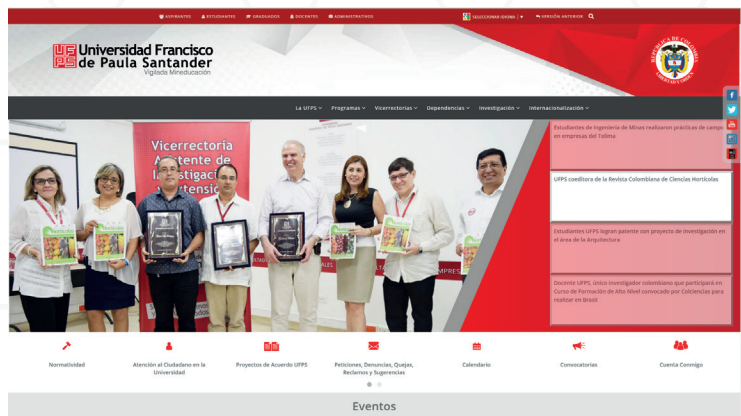 ASPIRANTES ESTUDIANTES GRADUADOS DOCENTES ADMINISTRATIVOS SELECCIONAR IDIOMA | ▼ VERSIÓN ANTERIOR
UFPS Universidad Francisco
de Paula Santander
Vigilada Mineducación
REPUBLICA DE COLOMBIA
LIBERTAD Y ORDEN
La UFPS Programas Vicerrectorías Dependencias Investigación Internacionalización
Vicerrectoría
Asistente de
Investigación
y Extensión
Estudiantes de Ingeniería de Minas realizaron prácticas de campo
en empresas del Tolima
UFPS coeditora de la Revista Colombiana de Ciencias Hortícolas
Estudiantes UFPS logran patente con proyecto de investigación en
el área de la Arquitectura
Docente UFPS, único investigador colombiano que participará en
Curso de Formación de Alto Nivel convocado por Colciencias para
realizar en Brasil
Normatividad
Atención al Ciudadano en la
Universidad
Proyectos de Acuerdo UFPS
Peticiones, Denuncias, Quejas,
Reclamos y Sugerencias
Calendario
Convocatorias
Cuenta Conmigo
Eventos